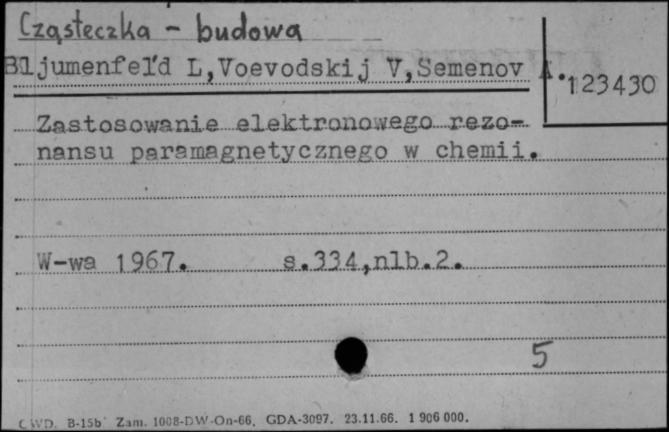 Cząsteczka - budowa
Bljumenfel'd L,Voevodskij V,Semenov A.
123430
Zastosowanie elektronowego rezo-
nansu paramagnetycznego w chemii.
W-wa 1967. s.334,nlb.2.
5
CWD. B-15b Zam. 1008-DW-On-66. GDA-3097. 23.11.66. 1 906 000.